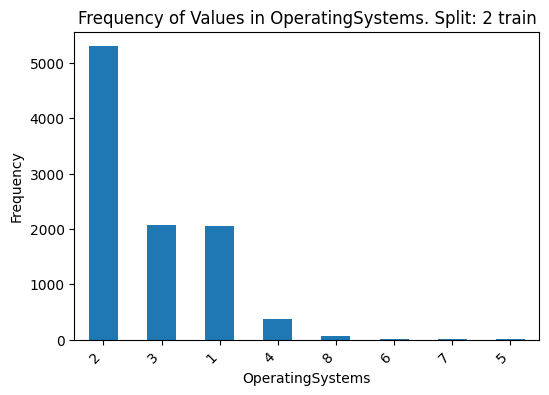 Frequency of Values in OperatingSystems. Split: 2 train
Frequency
5000
4000
3000
2000
1000
0
2 3 1 4 8 6 7 5
OperatingSystems